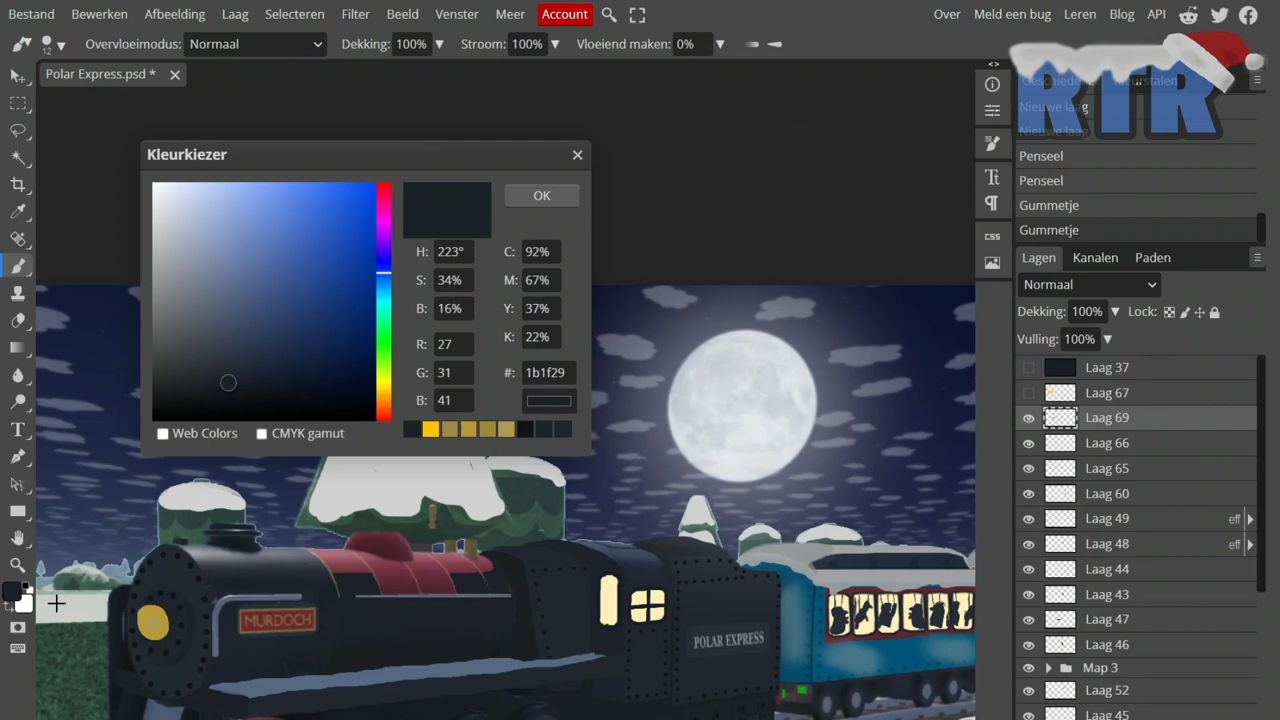 Bestand Bewerken Afbeelding Laag Selecteren Filter Beeld Venster Meer Account Over Meld een bug Leren Blog API
12 Overvloeimodus: Normaal Dekking: 100% Stroom: 100% Vloeiend maken: 0%
Polar Express.psd *
RTR
Kleurkiezer
OK
H: 223° C: 92%
S: 34% M: 67%
B: 16% Y: 37%
R: 27 K: 22%
G: 31 #: 1b1f29
B: 41
Web Colors CMYK gamut
Nieuwe laag
Nieuwe laag
Penseel
Penseel
Gummetje
Gummetje
Lagen Kanalen Paden
Normaal
Dekking: 100% Lock:
Vulling: 100%
Laag 37
Laag 67
Laag 69
Laag 66
Laag 65
Laag 60
Laag 49 eff
Laag 48 eff
Laag 44
Laag 43
Laag 47
Laag 46
Map 3
Laag 52
Laag 45
CSS
MURDOCH
POLAR EXPRESS